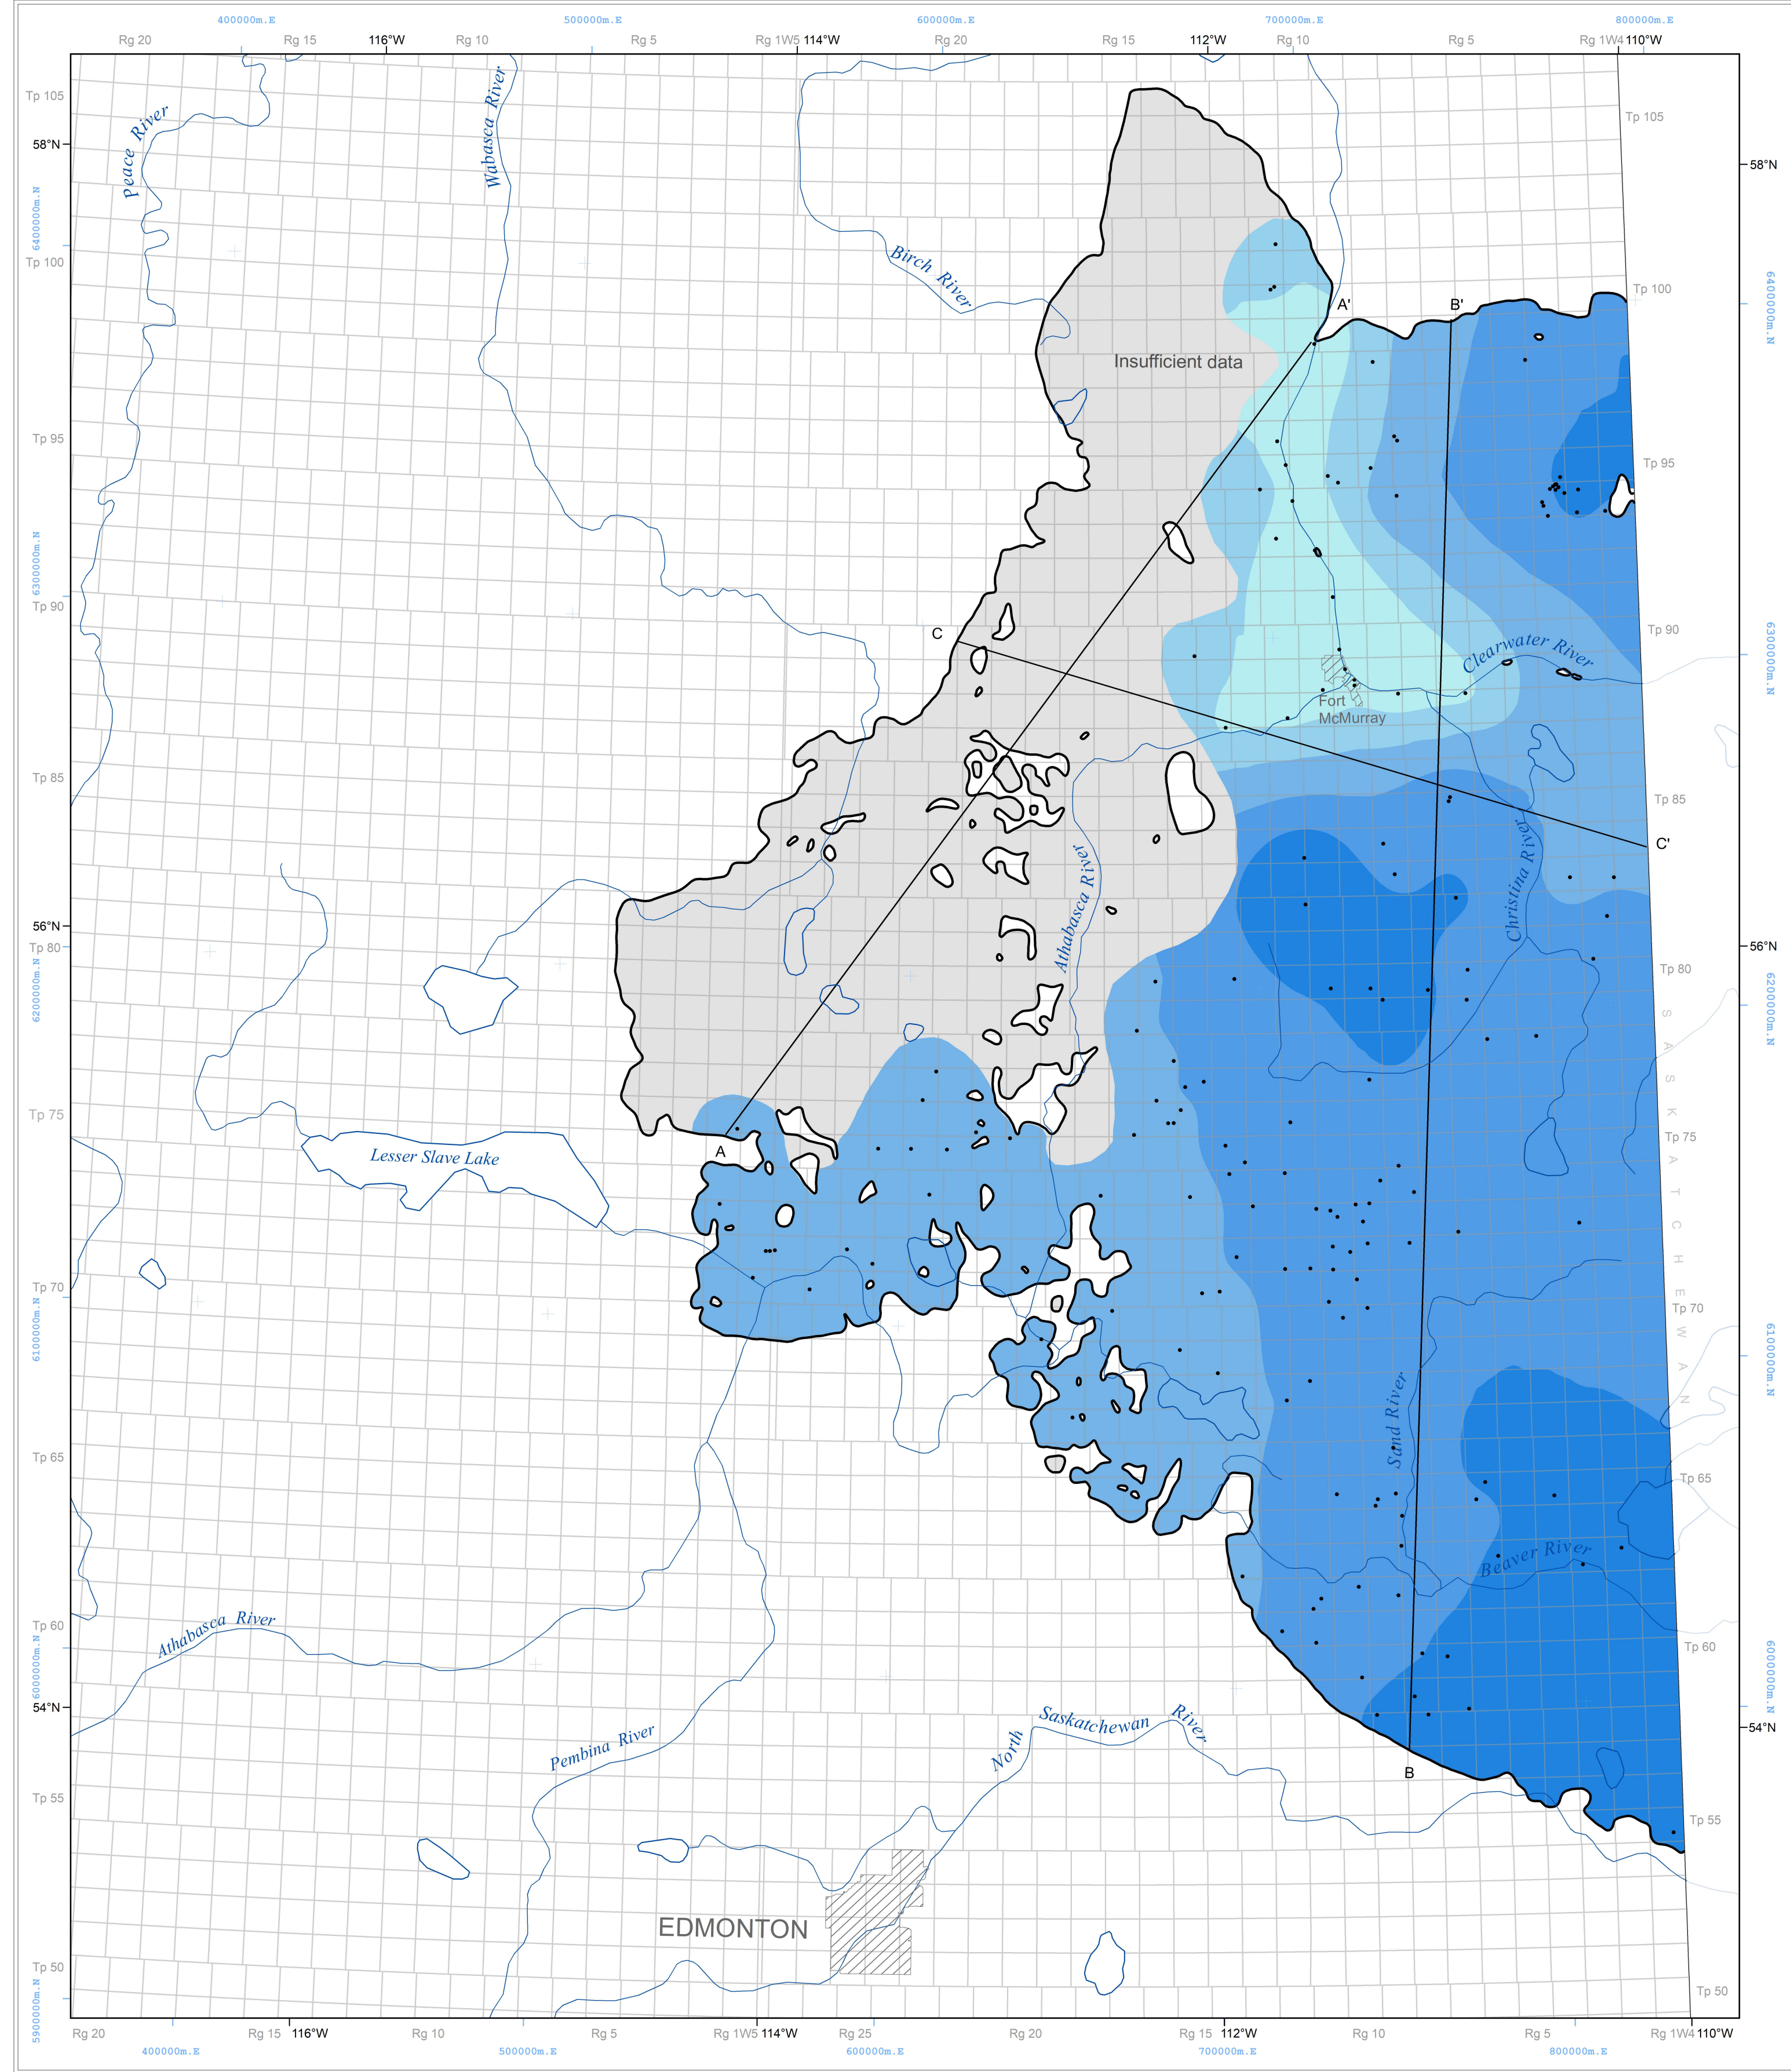 400000m.E 500000m.E 600000m.E 700000m.E 800000m.E
Rg 20 Rg 15 116°W Rg 10 Rg 5 Rg 1W5 114°W Rg 20 Rg 15 112°W Rg 10 Rg 5 Rg 1W4 110°W
Tp 105
Tp 105
Peace River
Wabasca River
58°N
58°N
6400000m.N
Tp 100
Birch River
Tp 100
6400000m.N
A'
B'
Insufficient data
Tp 95
Tp 95
6300000m.N
Tp 90
Tp 90
6300000m.N
C
Clearwater River
Fort
McMurray
Tp 85
Tp 85
C'
Christina River
Athabasca River
56°N
56°N
Tp 80
Tp 80
6200000m.N
6200000m.N
SASKATCHEWAN
Tp 75
Tp 75
A
Lesser Slave Lake
Tp 70
Tp 70
6100000m.N
6100000m.N
Sand River
Tp 65
Tp 65
Beaver River
Athabasca River
Tp 60
Tp 60
6000000m.N
6000000m.N
54°N
54°N
Pembina River
North Saskatchewan River
B
Tp 55
Tp 55
EDMONTON
Tp 50
Tp 50
5900000m.N
Rg 20 Rg 15 116°W Rg 10 Rg 5 Rg 1W5 114°W Rg 25 Rg 20 Rg 15 112°W Rg 10 Rg 5 Rg 1W4 110°W
400000m.E 500000m.E 600000m.E 700000m.E 800000m.E